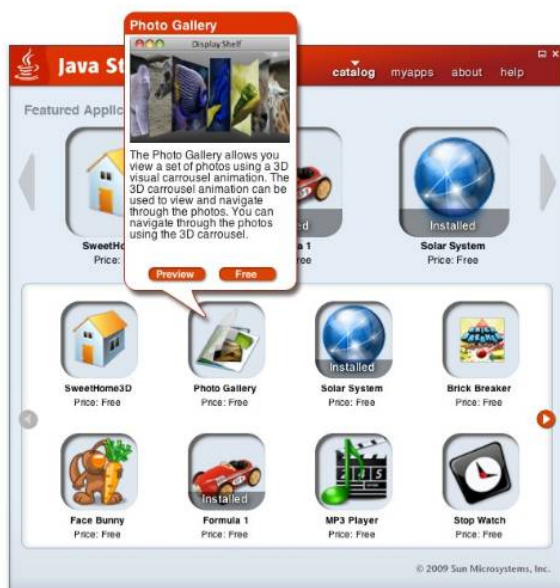 Photo Gallery
Display Shelf
Java St
catalog myapps about help
Featured Applic
The Photo Gallery allows you
view a set of photos using a 3D
visual carrousel animation. The
3D carrousel animation can be
used to view and navigate
through the photos. You can
navigate through the photos
using the 3D carrousel.
Preview Free
ed
Installed
SweetHo
a 1
Solar System
Price:
Free
Price: Free
Installed
SweetHome3D Photo Gallery Solar System Brick Breaker
Price: Free Price: Free Price: Free Price: Free
Installed
Face Bunny Formula 1 MP3 Player Stop Watch
Price: Free Price: Free Price: Free Price: Free
© 2009 Sun Microsystems, Inc.